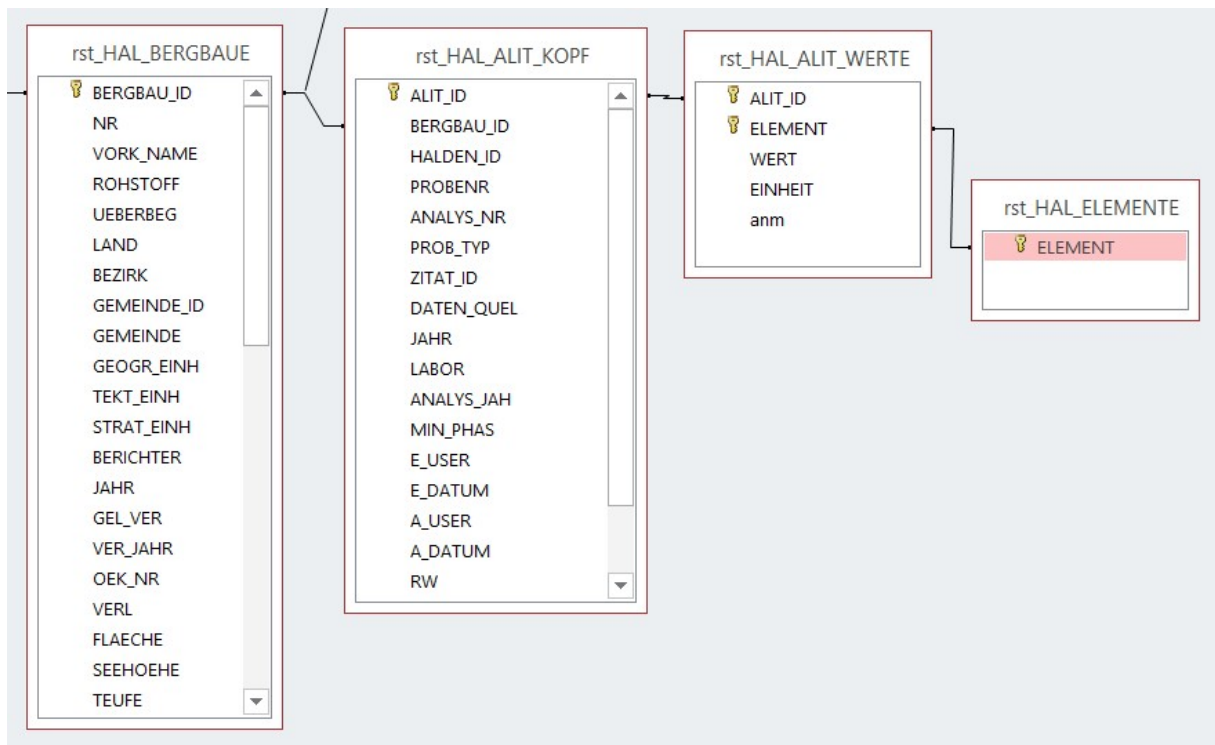 rst_HAL_BERGBAUE
BERGBAU_ID
NR
VORK_NAME
ROHSTOFF
UEBERBEG
LAND
BEZIRK
GEMEINDE_ID
GEMEINDE
GEOGR_EINH
TEKT_EINH
STRAT_EINH
BERICHTER
JAHR
GEL_VER
VER_JAHR
OEK_NR
VERL
FLAECHE
SEEHOEHE
TEUFE
rst_HAL_ALIT_KOPF
ALIT_ID
BERGBAU_ID
HALDEN_ID
PROBENR
ANALYS_NR
PROB_TYP
ZITAT_ID
DATEN_QUEL
JAHR
LABOR
ANALYS_JAH
MIN_PHAS
E_USER
E_DATUM
A_USER
A_DATUM
RW
rst_HAL_ALIT_WERTE
ALIT_ID
ELEMENT
WERT
EINHEIT
anm
rst_HAL_ELEMENTE
ELEMENT